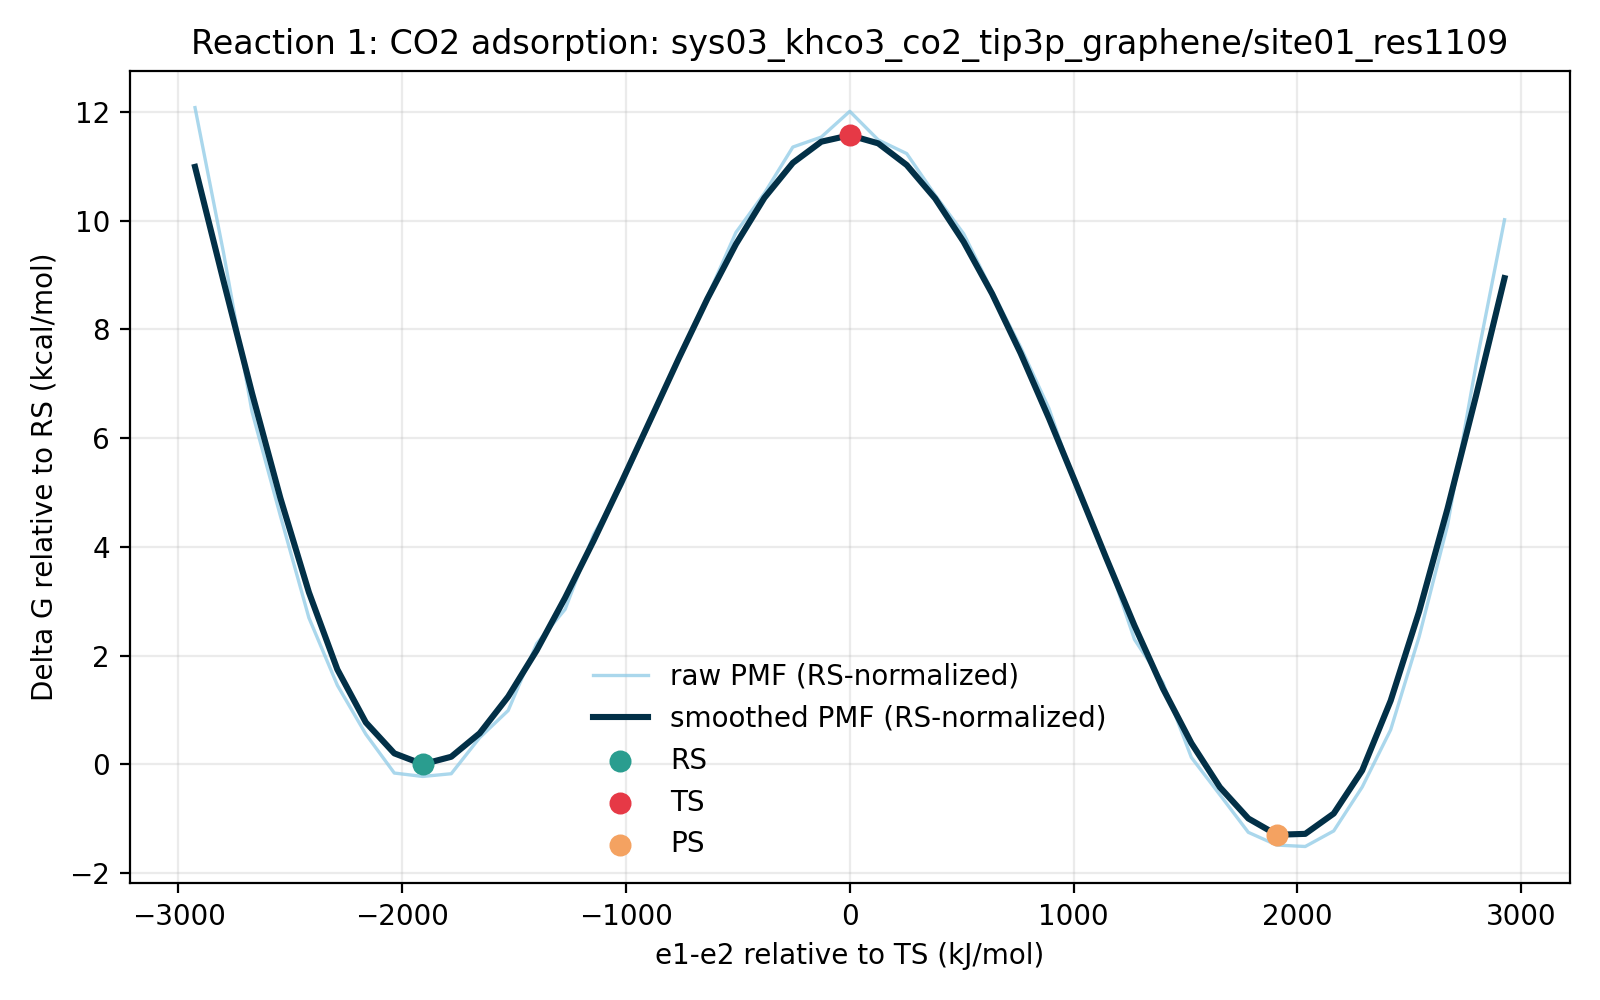 Reaction 1: CO2 adsorption: sys03_khco3_co2_tip3p_graphene/site01_res1109
12
10
8
6
4
2
0
−2
Delta G relative to RS (kcal/mol)
raw PMF (RS-normalized)
smoothed PMF (RS-normalized)
RS
TS
PS
−3000 −2000 −1000 0 1000 2000 3000
e1-e2 relative to TS (kJ/mol)